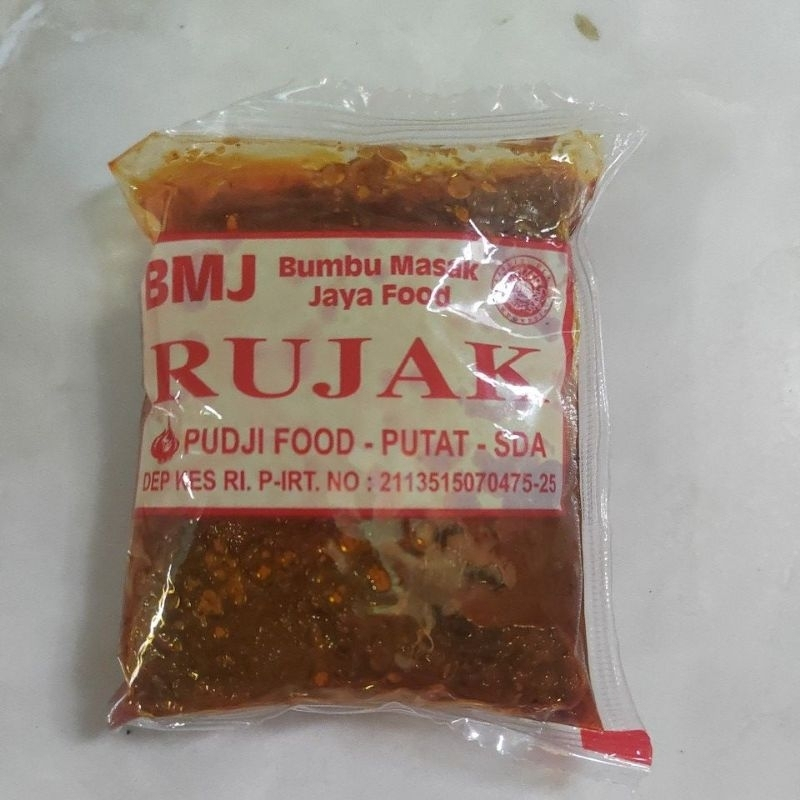 BMJ Bumbu Masak
Jaya Food
RUJAK
PUDJI FOOD - PUTAT - SDA
DEP KES RI. P-IRT. NO : 2113515070475-25